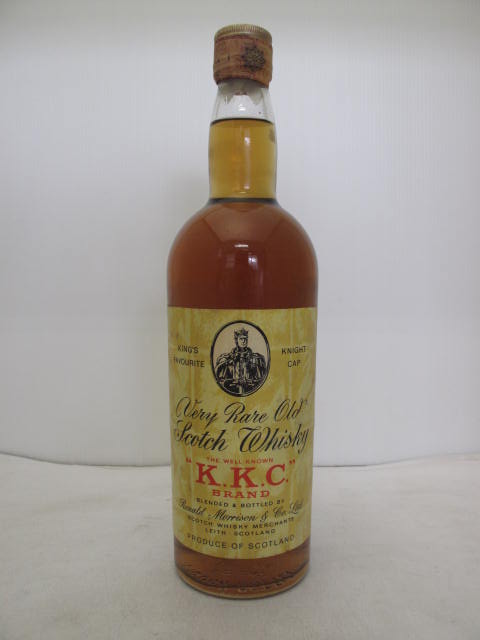 KING'S FAVOURITE
KNIGHT CAP
Very Rare Old
Scotch Whisky
THE WELL KNOWN
"K.K.C."
BRAND
BLENDED & BOTTLED BY
Ronald Morrison & Co. Ltd.
SCOTCH WHISKY MERCHANTS
LEITH · SCOTLAND
PRODUCE OF SCOTLAND